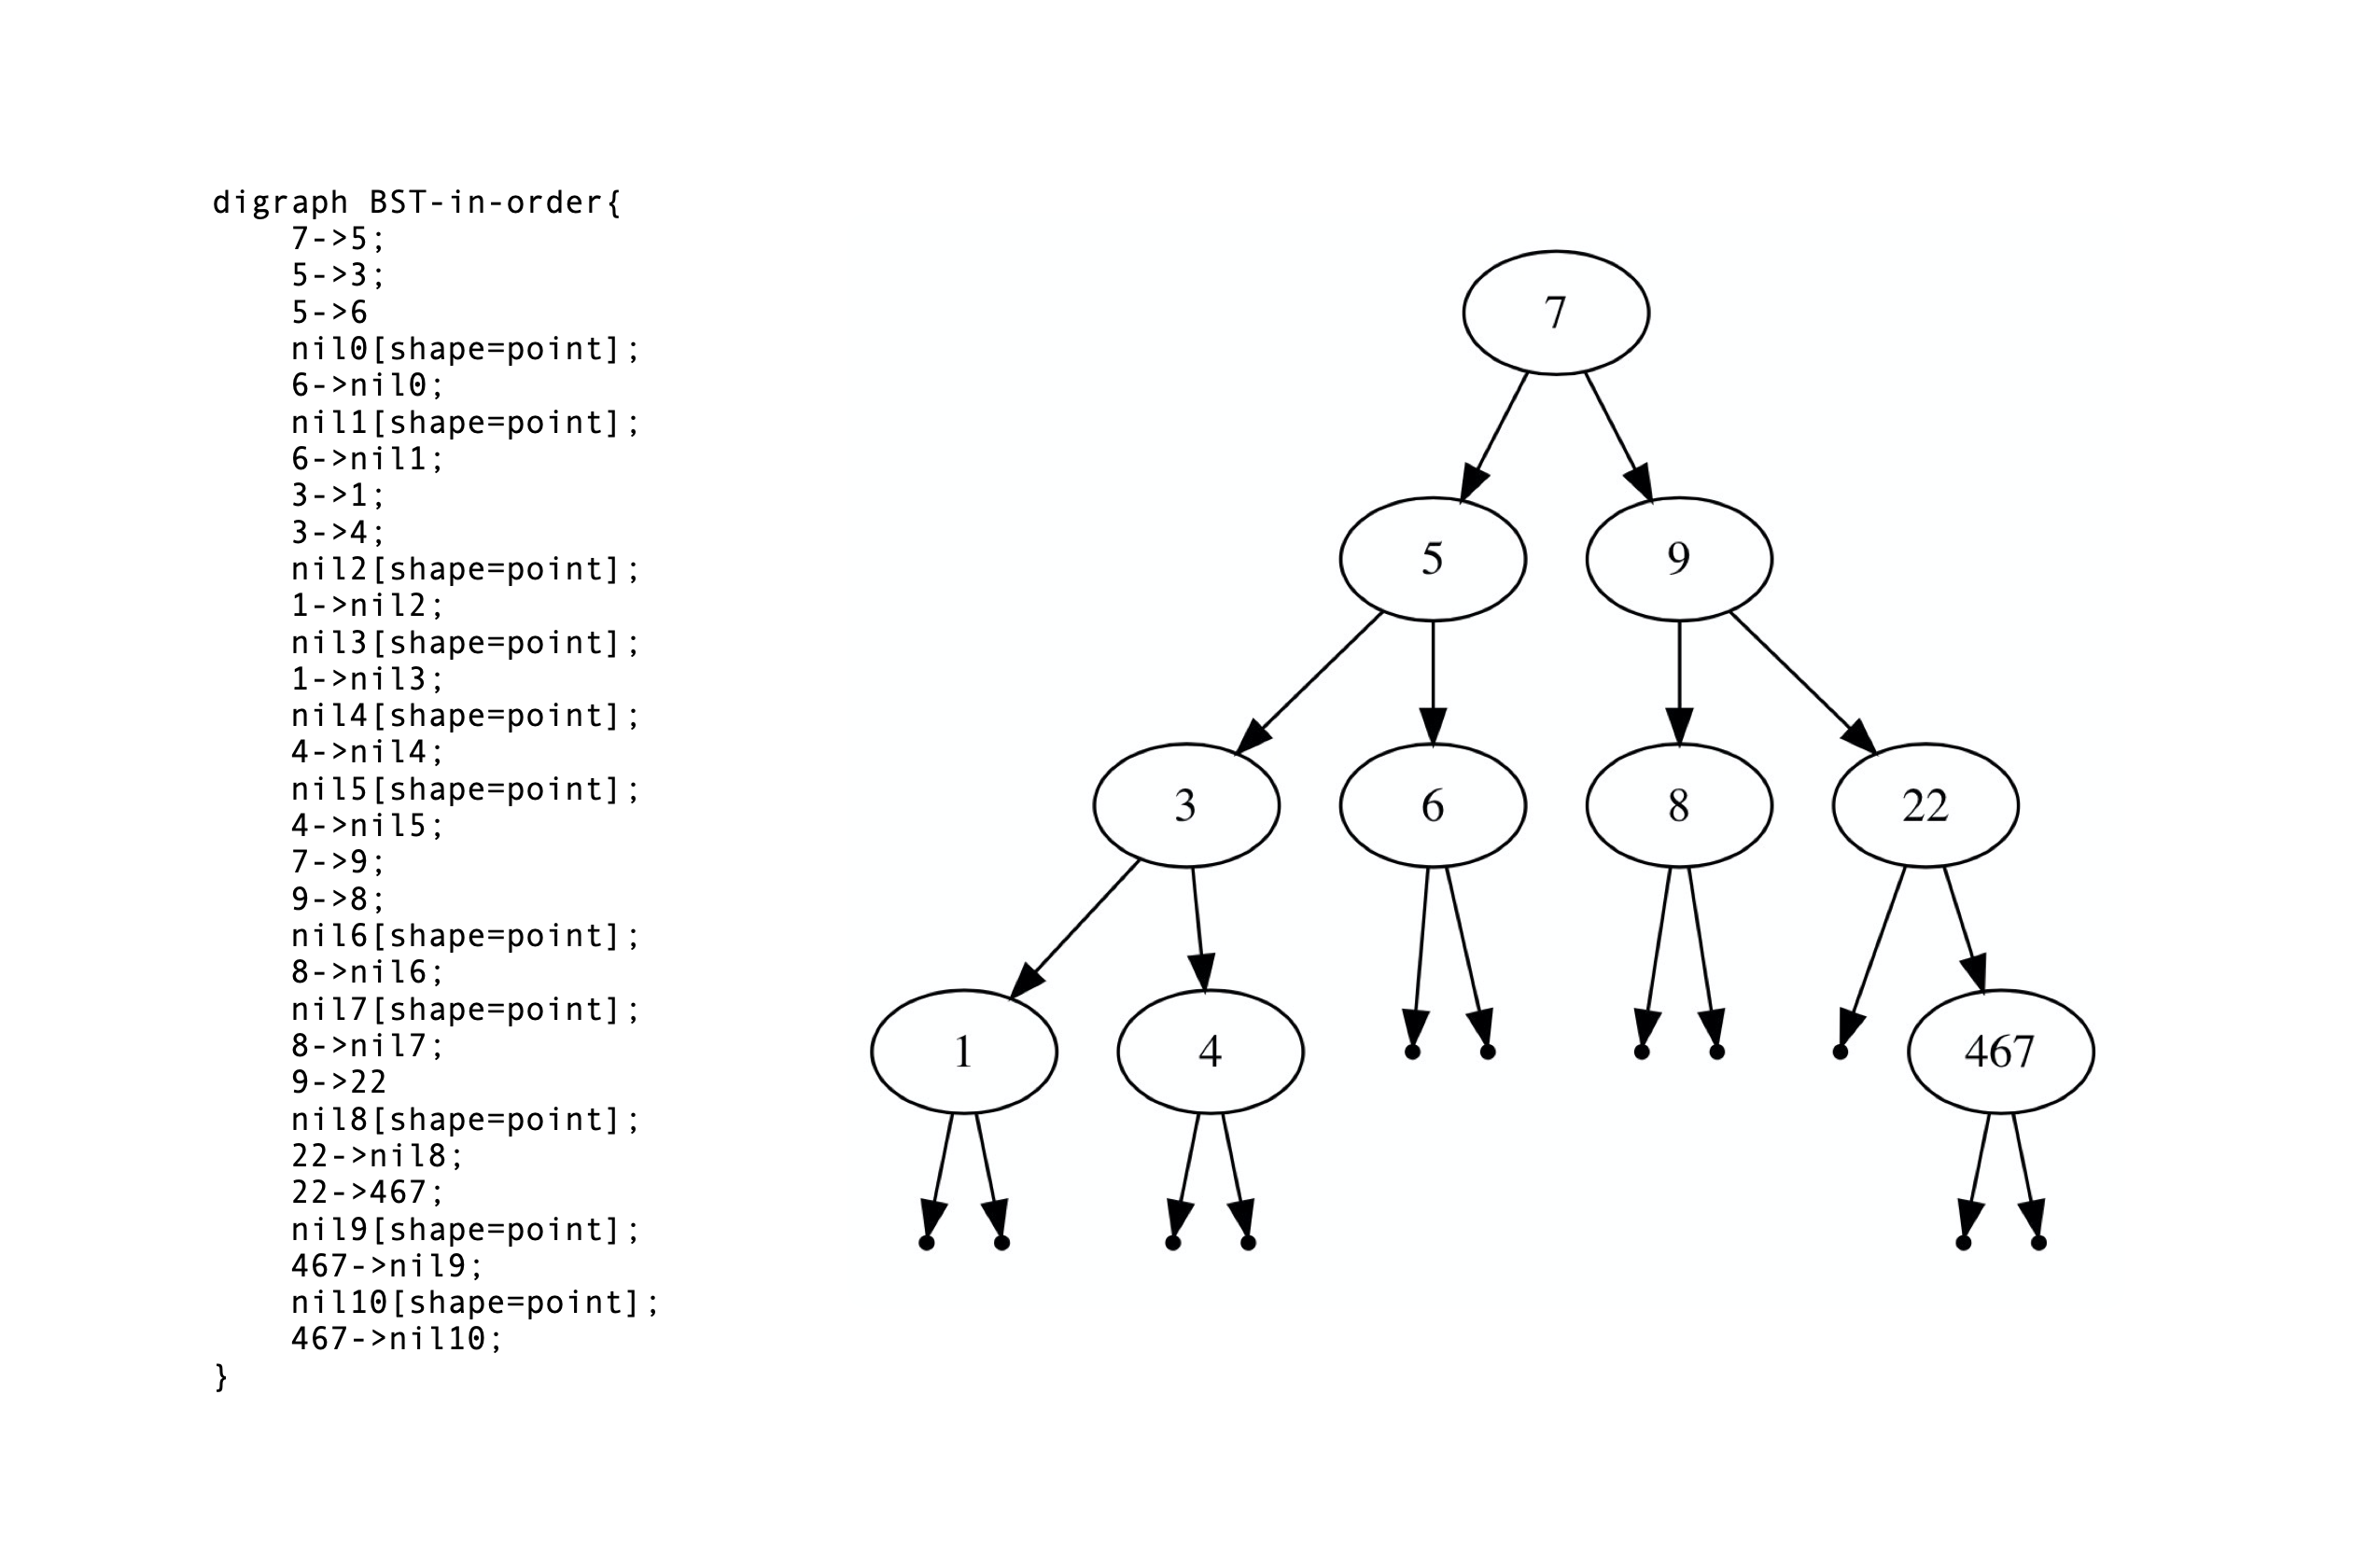 digraph BST-in-order{
7->5;
5->3;
5->6
nil0[shape=point];
6->nil0;
nil1[shape=point];
6->nil1;
3->1;
3->4;
nil2[shape=point];
1->nil2;
nil3[shape=point];
1->nil3;
nil4[shape=point];
4->nil4;
nil5[shape=point];
4->nil5;
7->9;
9->8;
nil6[shape=point];
8->nil6;
nil7[shape=point];
8->nil7;
9->22
nil8[shape=point];
22->nil8;
22->467;
nil9[shape=point];
467->nil9;
nil10[shape=point];
467->nil10;
}
7
5 9
3 6 8 22
1 4 467